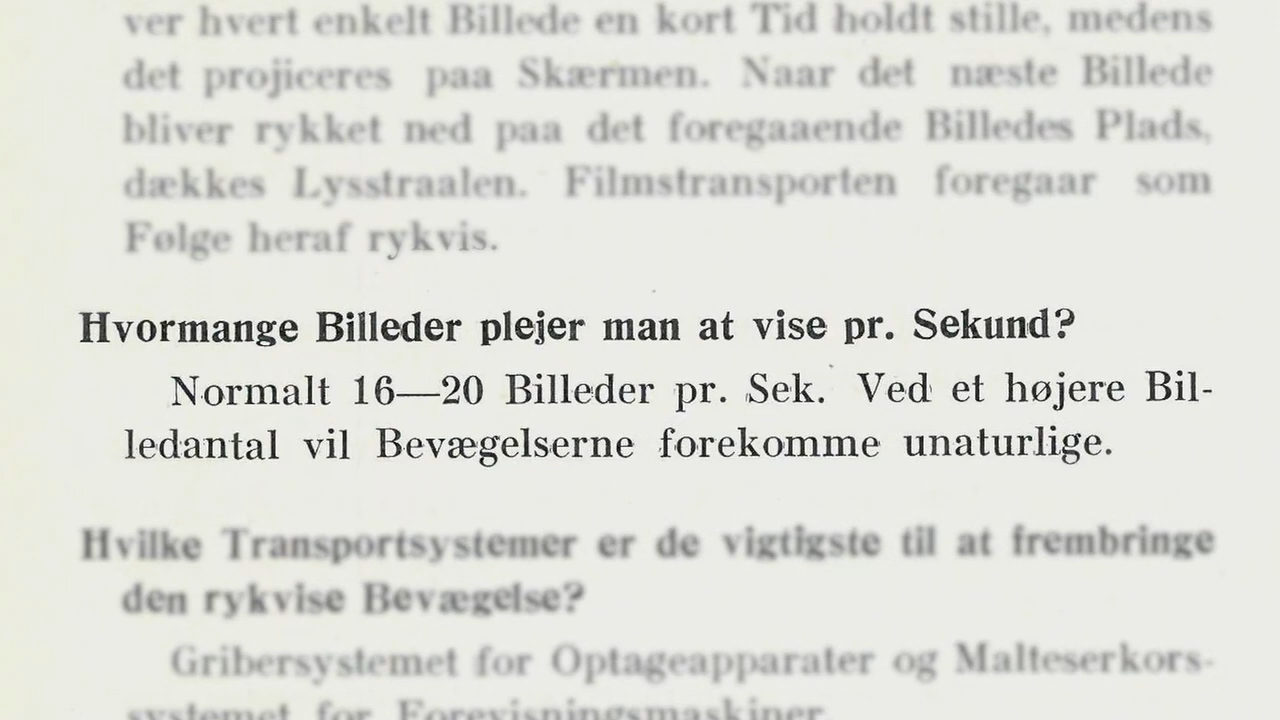 ver hvert enkelt Billede en kort Tid holdt stille, medens
det projiceres paa Skærmen. Naar det næste Billede
bliver rykket ned paa det foregaaende Billedes Plads,
dækkes Lysstraalen. Filmstransporten foregaar som
Følge heraf rykvis.
Hvormange Billeder plejer man at vise pr. Sekund?
Normalt 16—20 Billeder pr. Sek. Ved et højere Bil-
ledantal vil Bevægelserne forekomme unaturlige.
Hvilke Transportsystemer er de vigtigste til at frembringe
den rykvise Bevægelse?
Gribersystemet for Optageapparater og Malteserkors-
systemet for Forevisningsmaskiner.